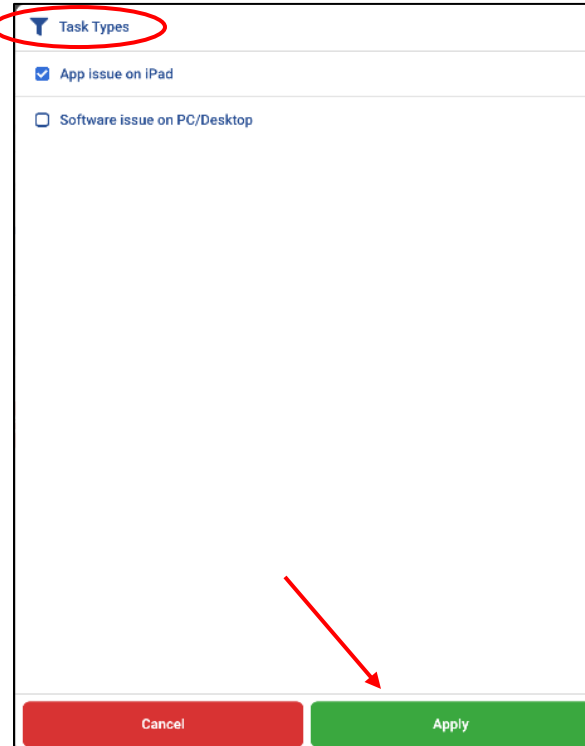 Task Types
App issue on iPad
Software issue on PC/Desktop
Cancel Apply